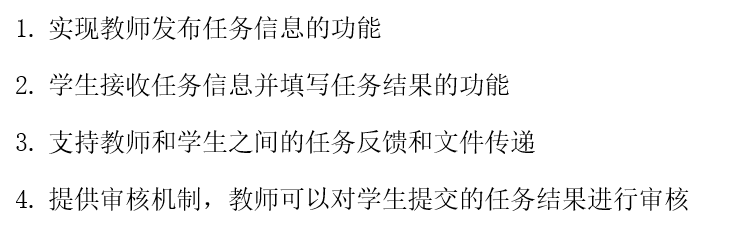 1. 实现教师发布任务信息的功能
2. 学生接收任务信息并填写任务结果的功能
3. 支持教师和学生之间的任务反馈和文件传递
4. 提供审核机制，教师可以对学生提交的任务结果进行审核